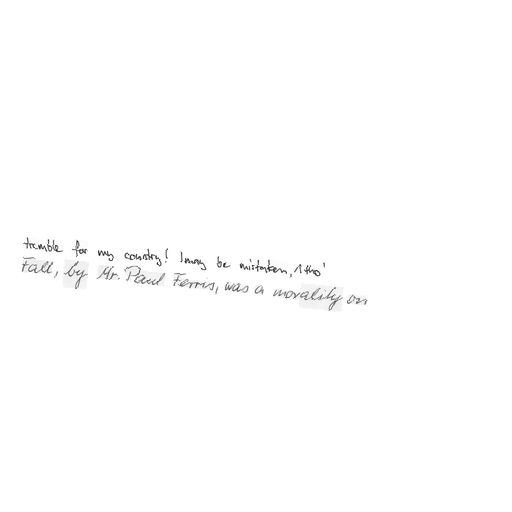 tremble for my country! I may be mistaken, tho'
Fall, by Mr. Paul Ferris, was a morality on